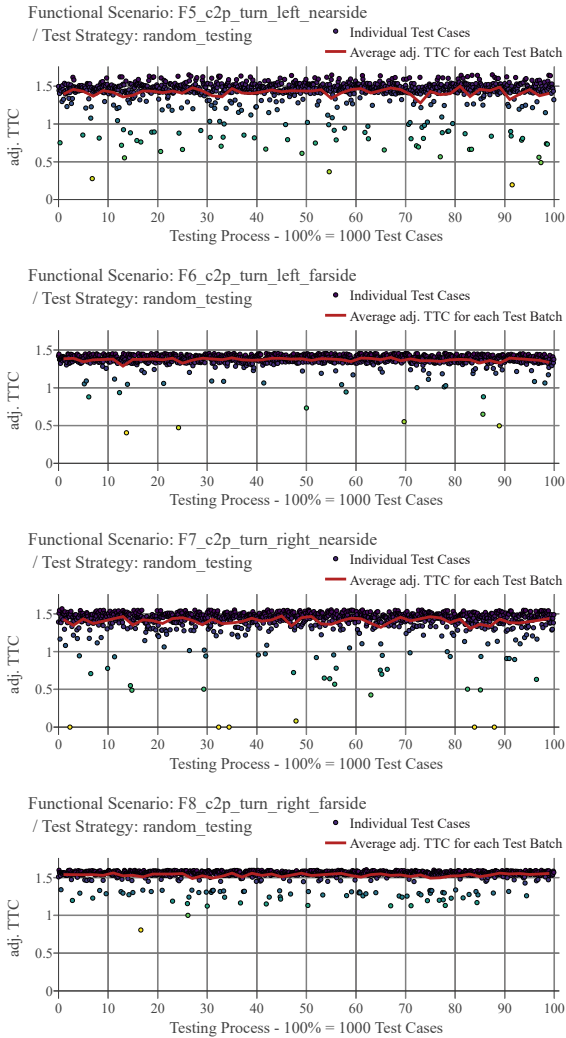 Functional Scenario: F5_c2p_turn_left_nearside
/ Test Strategy: random_testing
Individual Test Cases
Average adj. TTC for each Test Batch
adj. TTC
1.5
1
0.5
0
0 10 20 30 40 50 60 70 80 90 100
Testing Process - 100% = 1000 Test Cases
Functional Scenario: F6_c2p_turn_left_farside
/ Test Strategy: random_testing
Individual Test Cases
Average adj. TTC for each Test Batch
adj. TTC
1.5
1
0.5
0
0 10 20 30 40 50 60 70 80 90 100
Testing Process - 100% = 1000 Test Cases
Functional Scenario: F7_c2p_turn_right_nearside
/ Test Strategy: random_testing
Individual Test Cases
Average adj. TTC for each Test Batch
adj. TTC
1.5
1
0.5
0
0 10 20 30 40 50 60 70 80 90 100
Testing Process - 100% = 1000 Test Cases
Functional Scenario: F8_c2p_turn_right_farside
/ Test Strategy: random_testing
Individual Test Cases
Average adj. TTC for each Test Batch
adj. TTC
1.5
1
0.5
0
0 10 20 30 40 50 60 70 80 90 100
Testing Process - 100% = 1000 Test Cases